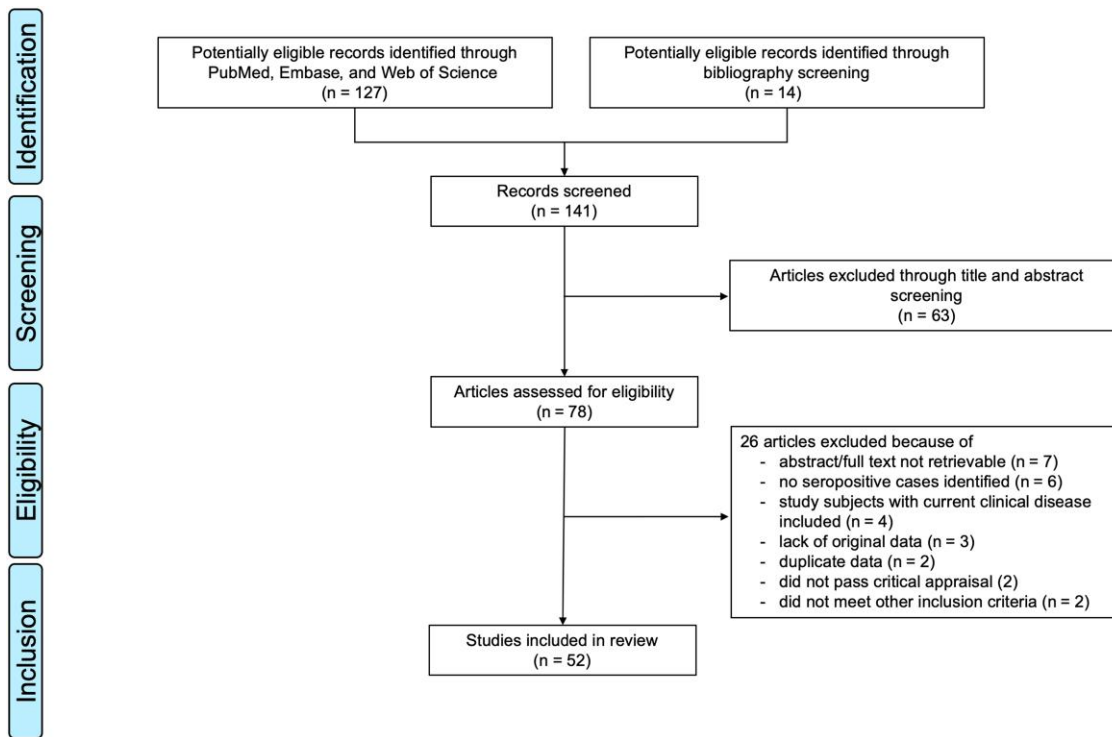 Identification
Potentially eligible records identified through
PubMed, Embase, and Web of Science
(n = 127)
Potentially eligible records identified through
bibliography screening
(n = 14)
Records screened
(n = 141)
Screening
Articles excluded through title and abstract
screening
(n = 63)
Articles assessed for eligibility
(n = 78)
Eligibility
26 articles excluded because of
- abstract/full text not retrievable (n = 7)
- no seropositive cases identified (n = 6)
- study subjects with current clinical disease
included (n = 4)
- lack of original data (n = 3)
- duplicate data (n = 2)
- did not pass critical appraisal (2)
- did not meet other inclusion criteria (n = 2)
Inclusion
Studies included in review
(n = 52)